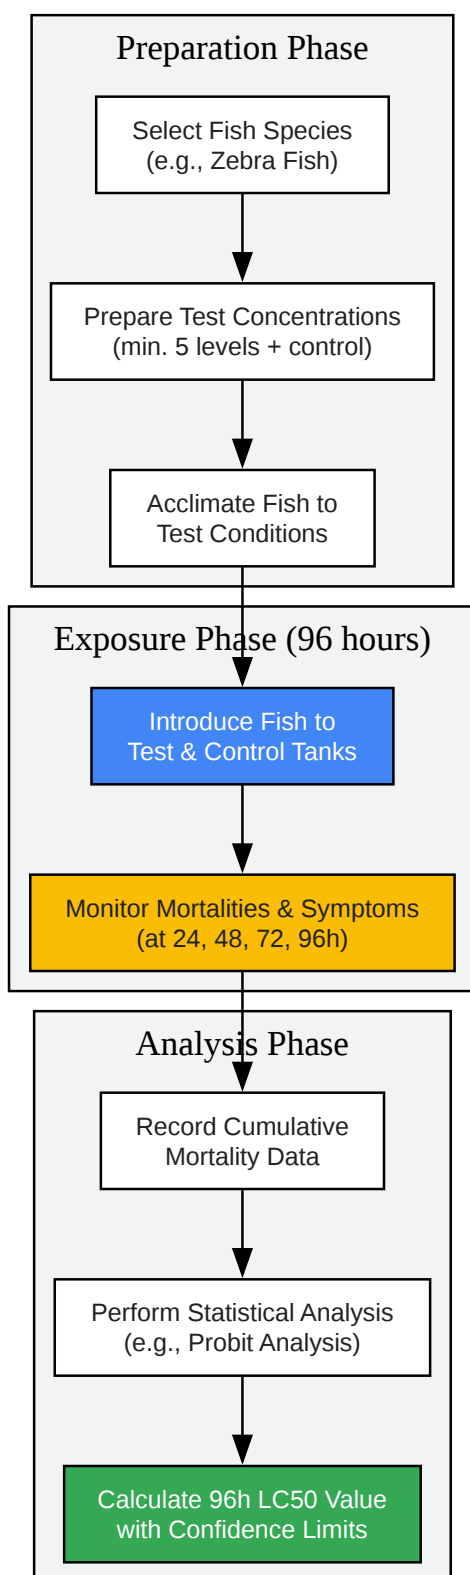 Preparation Phase
Select Fish Species
(e.g., Zebra Fish)
Prepare Test Concentrations
(min. 5 levels + control)
Acclimate Fish to
Test Conditions
Exposure Phase (96 hours)
Introduce Fish to
Test & Control Tanks
Monitor Mortalities & Symptoms
(at 24, 48, 72, 96h)
Analysis Phase
Record Cumulative
Mortality Data
Perform Statistical Analysis
(e.g., Probit Analysis)
Calculate 96h LC50 Value
with Confidence Limits